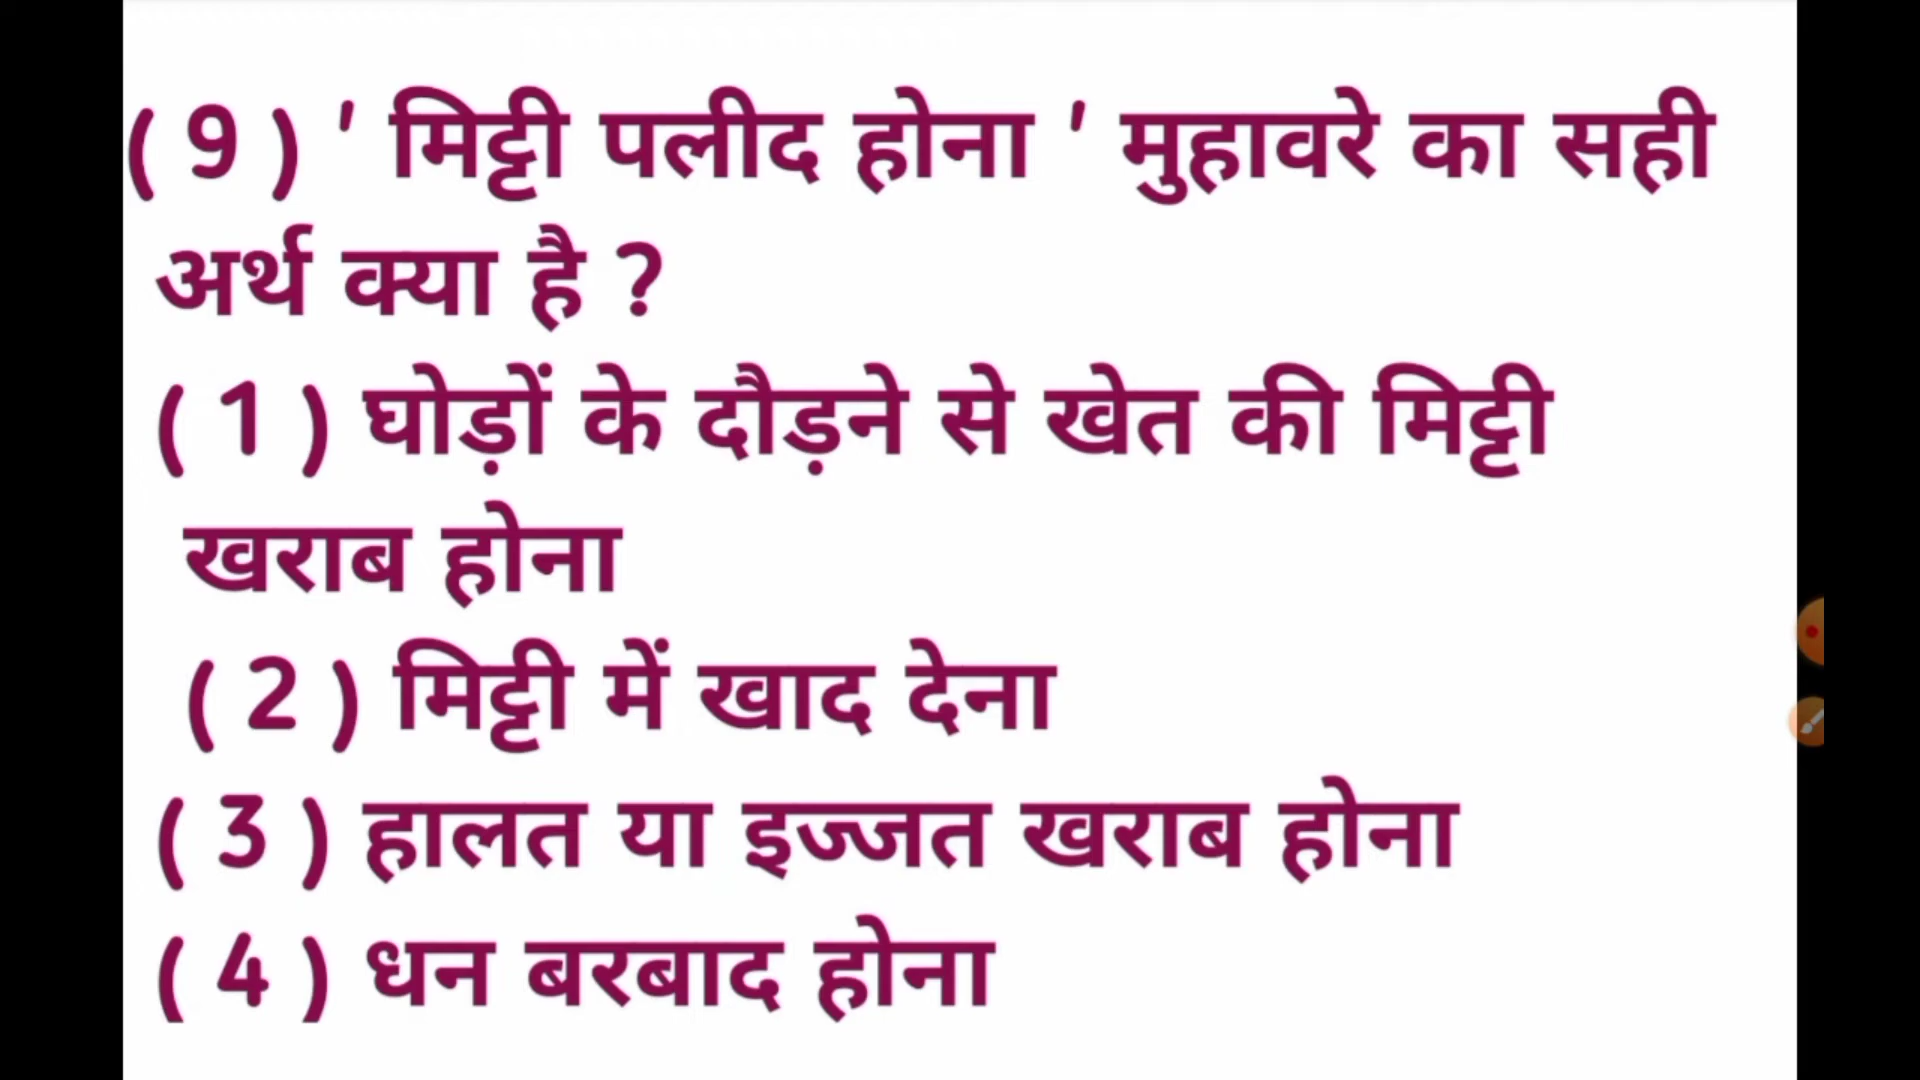 ( 9 ) ' मिट्टी पलीद होना ' मुहावरे का सही
अर्थ क्या है ?
( 1 ) घोड़ों के दौड़ने से खेत की मिट्टी
खराब होना
( 2 ) मिट्टी में खाद देना
( 3 ) हालत या इज्जत खराब होना
( 4 ) धन बरबाद होना